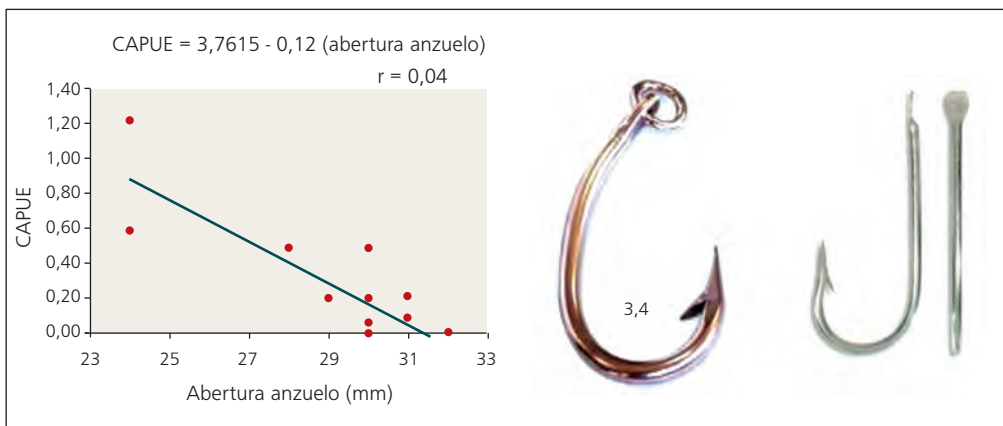 CAPUE = 3,7615 - 0,12 (abertura anzuelo)
r = 0,04
1,40
1,20
1,00
0,80
0,60
0,40
0,20
0,00
CAPUE
23 25 27 29 31 33
Abertura anzuelo (mm)
3,4